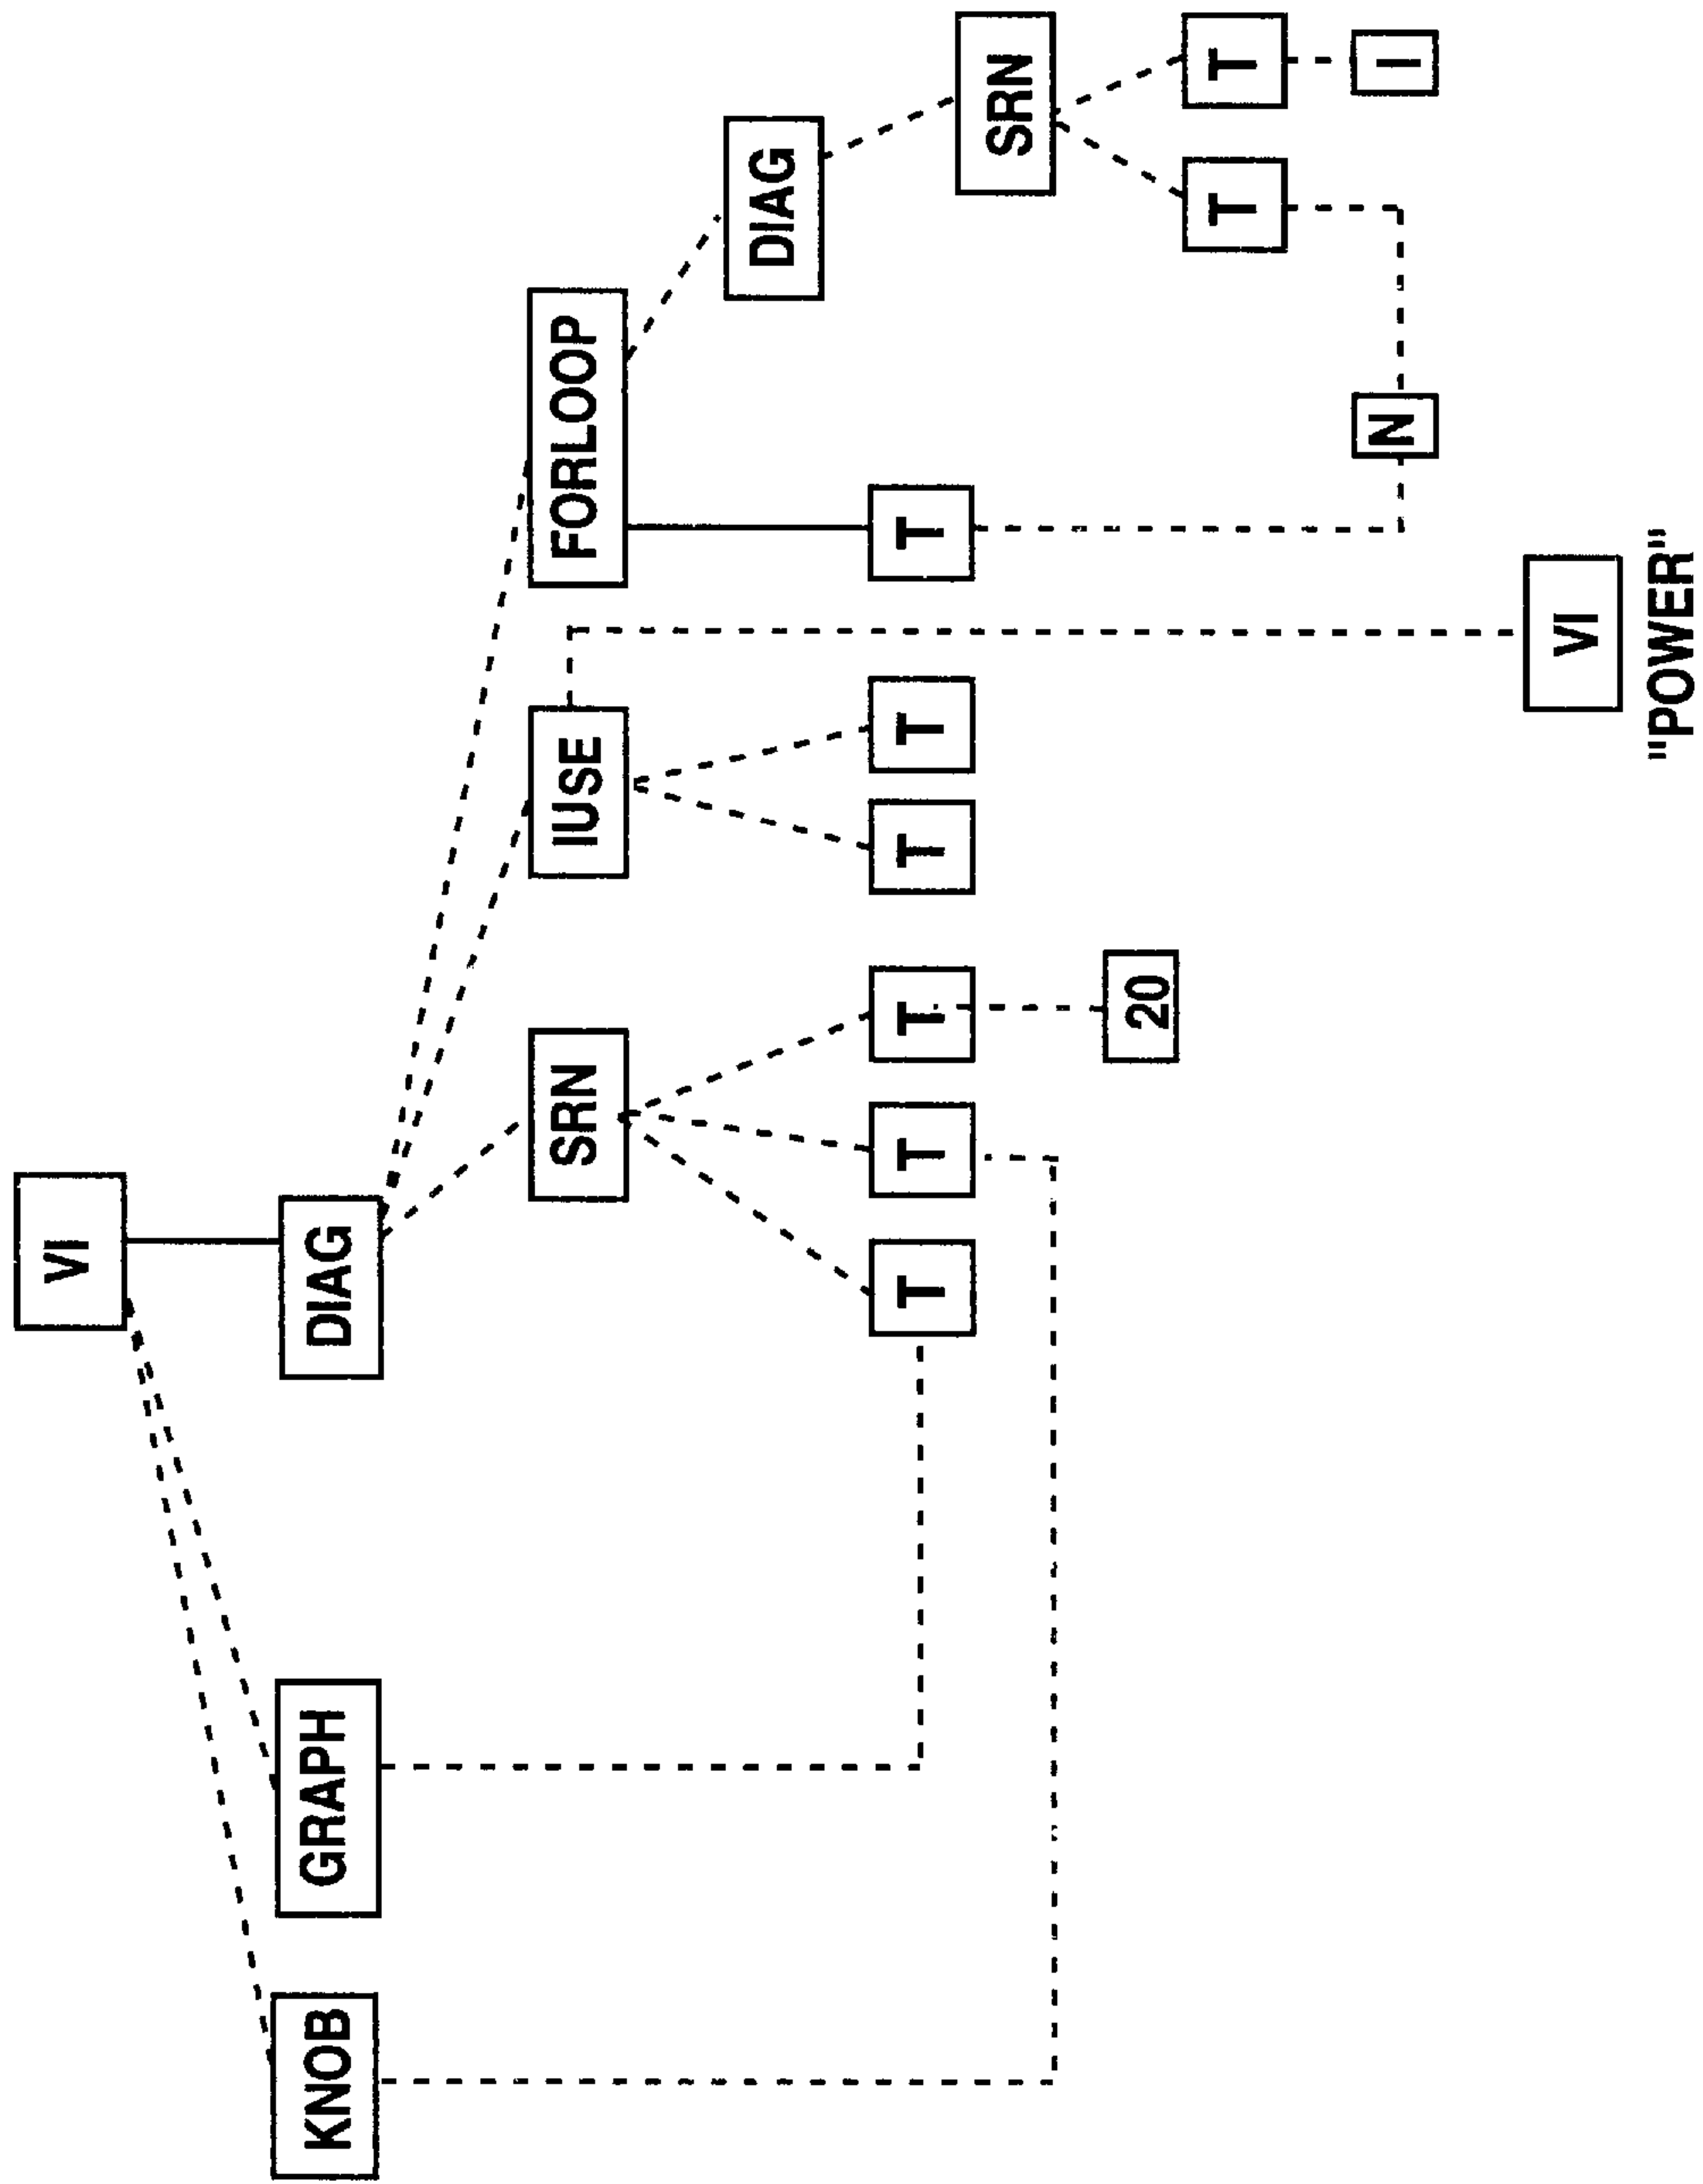 VI
KNOB
GRAPH
DIAG
SRN
IUSE
FORLOOP
DIAG
T
T
T
T
T
T
SRN
20
T
T
N
I
VI
"POWER"